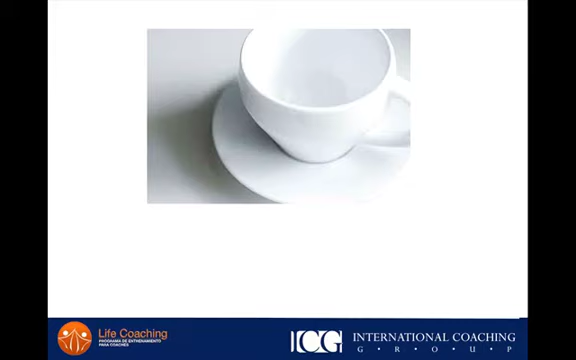 Life Coaching
PROGRAMA DE ENTRENAMIENTO
PARA COACHES
ICG
INTERNATIONAL COACHING
G • R • O • U • P